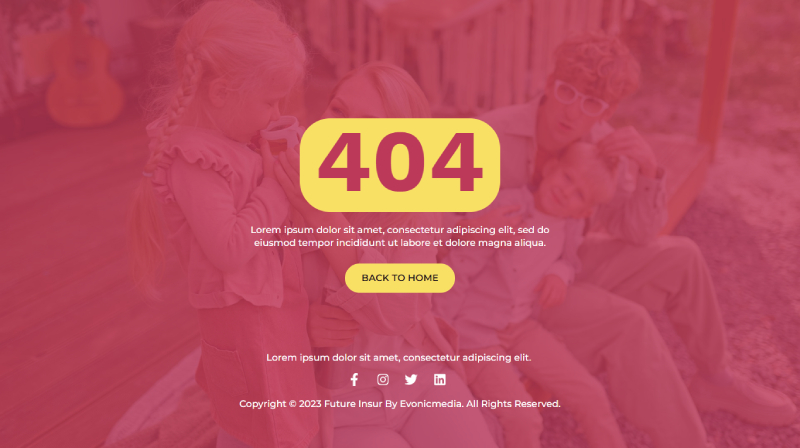 404
Lorem ipsum dolor sit amet, consectetur adipiscing elit, sed do
eiusmod tempor incididunt ut labore et dolore magna aliqua.
BACK TO HOME
Lorem ipsum dolor sit amet, consectetur adipiscing elit.
Copyright © 2023 Future Insur By Evonicmedia. All Rights Reserved.